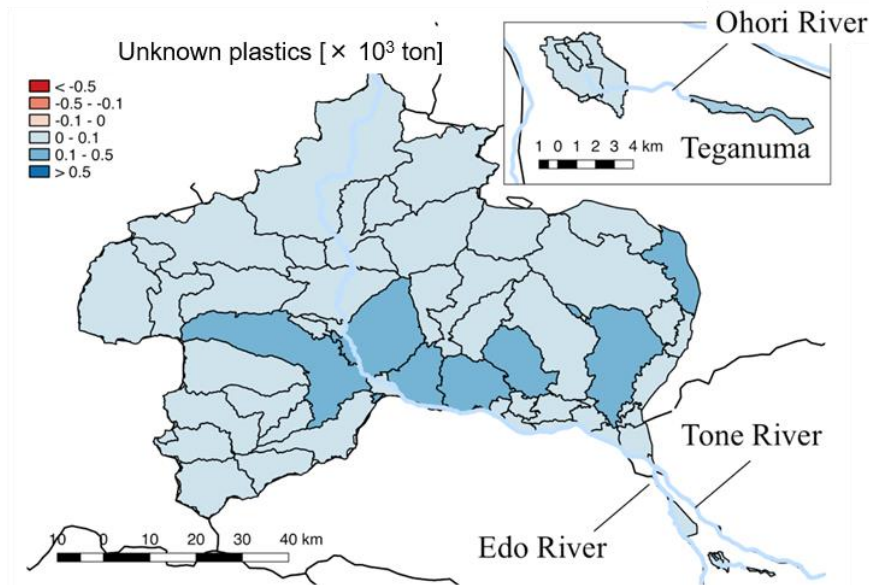 Unknown plastics [× 10³ ton]
< -0.5
-0.5 - -0.1
-0.1 - 0
0 - 0.1
0.1 - 0.5
> 0.5
Ohori River
Teganuma
1 0 1 2 3 4 km
Tone River
Edo River
10 0 10 20 30 40 km